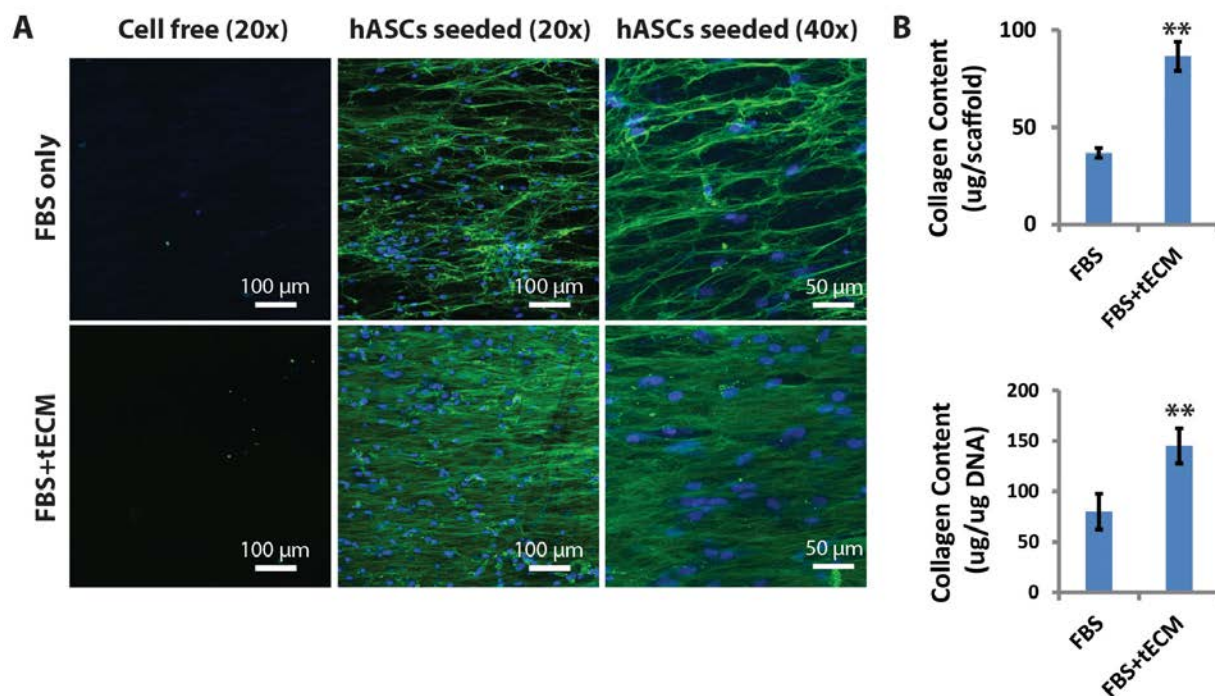 A
Cell free (20x)
hASCs seeded (20x)
hASCs seeded (40x)
FBS only
100 µm
100 µm
50 µm
FBS+tECM
100 µm
100 µm
50 µm
B
Collagen Content
(ug/scaffold)
100
50
0
**
FBS
FBS+tECM
Collagen Content
(ug/ug DNA)
200
150
100
50
0
**
FBS
FBS+tECM